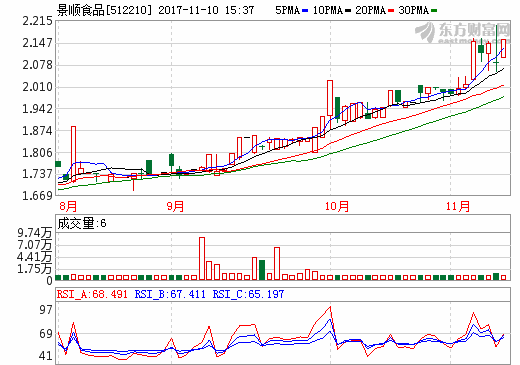 景顺食品[512210] 2017-11-10 15:37 5PMA 10PMA 20PMA 30PMA
东方财富网
eastmoney.com
2.215
2.147
2.078
2.010
1.942
1.874
1.806
1.737
1.669
8月 9月 10月 11月
成交量:6
9.74万
7.07万
4.41万
1.75万
0
RSI_A:68.491 RSI_B:67.411 RSI_C:65.197
97
69
41